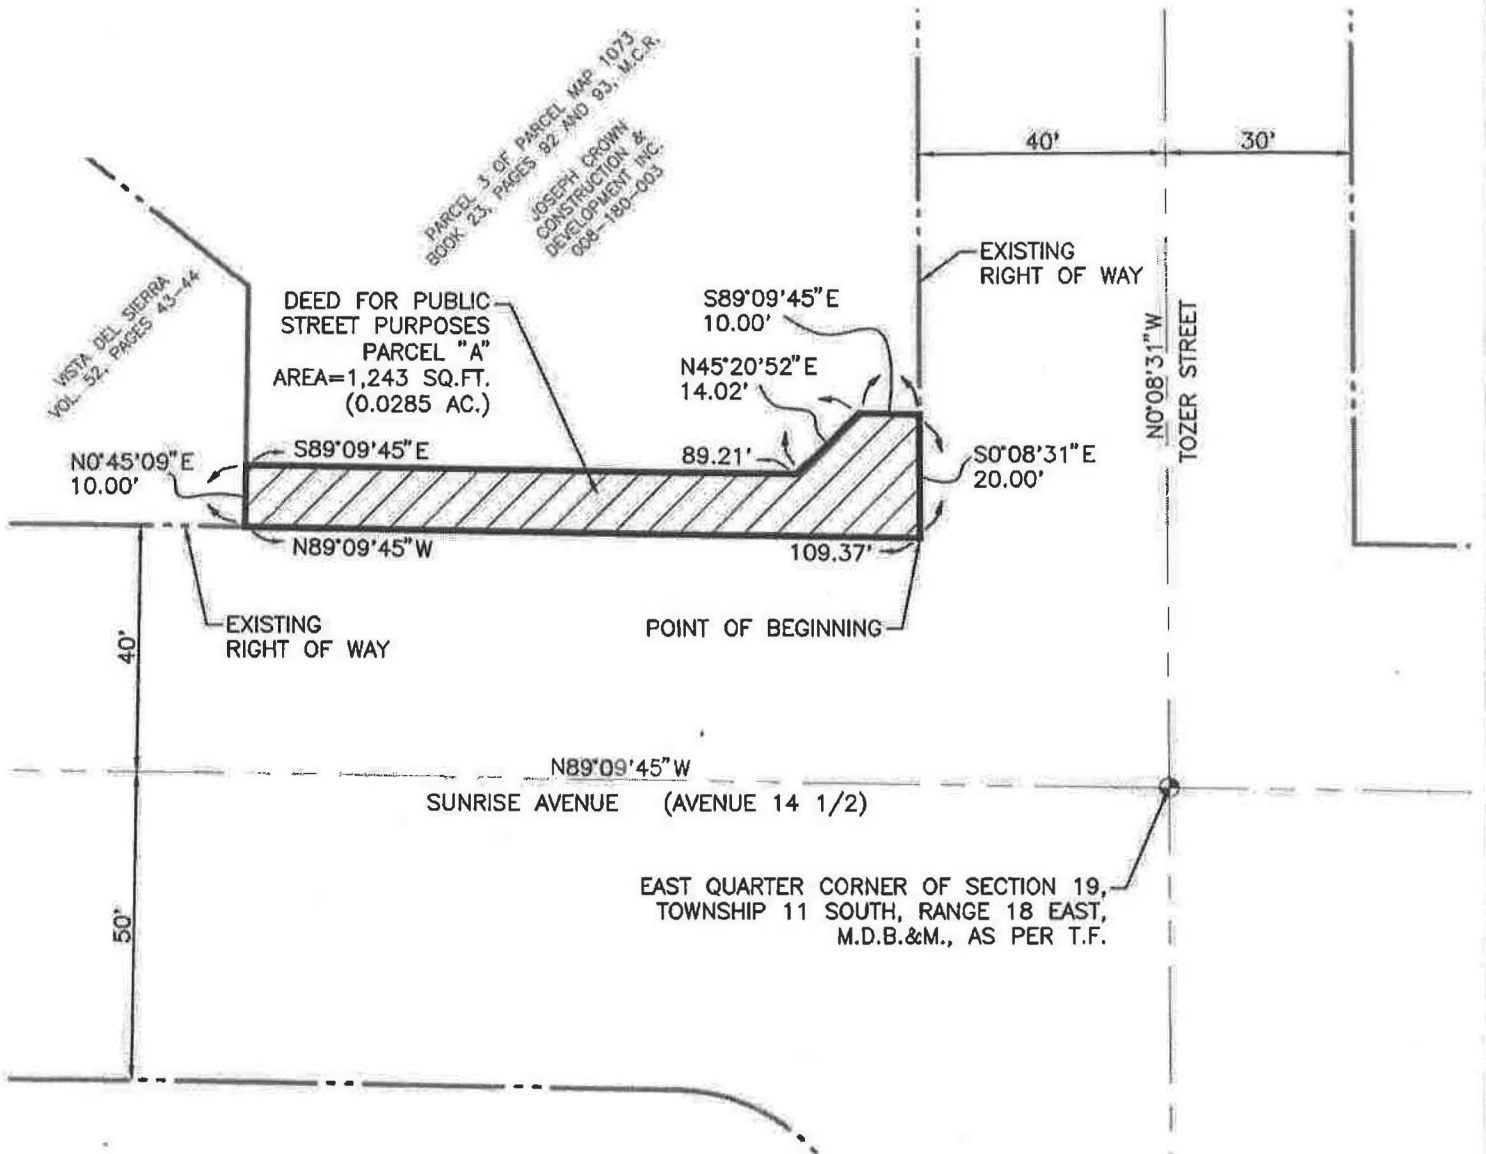 PARCEL 3 OF PARCEL MAP 1073
BOOK 23, PAGES 92 AND 93, M.C.R.
JOSEPH CROWN
CONSTRUCTION &
DEVELOPMENT INC.
008-180-003
VISTA DEL SIERRA
VOL. 52, PAGES 43-44
40'
30'
EXISTING
RIGHT OF WAY
DEED FOR PUBLIC
STREET PURPOSES
PARCEL "A"
AREA=1,243 SQ.FT.
(0.0285 AC.)
S89°09'45"E
10.00'
N45°20'52"E
14.02'
N0°08'31"W
TOZER STREET
N0°45'09"E
10.00'
S89°09'45"E
89.21'
S0°08'31"E
20.00'
N89°09'45"W
109.37'
EXISTING
RIGHT OF WAY
POINT OF BEGINNING
40'
N89°09'45"W
SUNRISE AVENUE (AVENUE 14 1/2)
50'
EAST QUARTER CORNER OF SECTION 19,
TOWNSHIP 11 SOUTH, RANGE 18 EAST,
M.D.B.&M., AS PER T.F.